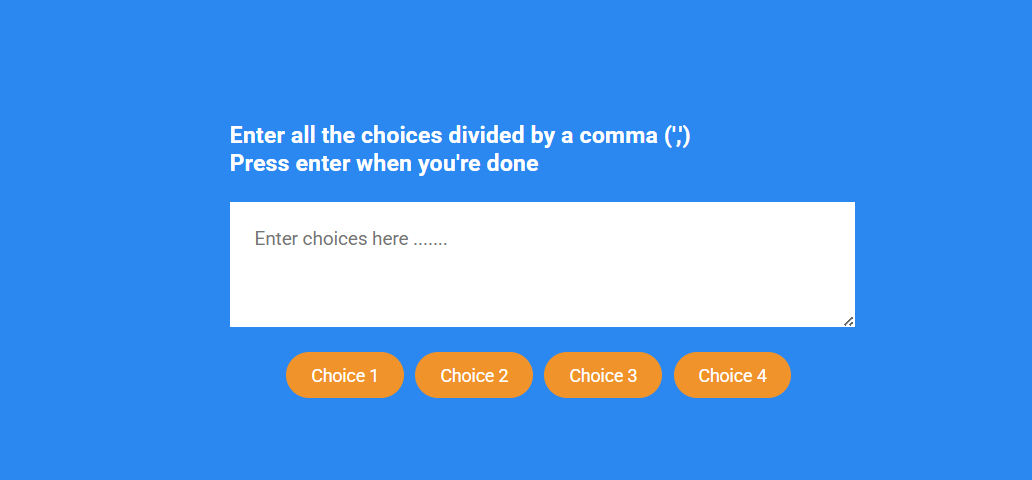 Enter all the choices divided by a comma (',')
Press enter when you're done
Enter choices here .......
Choice 1 Choice 2 Choice 3 Choice 4